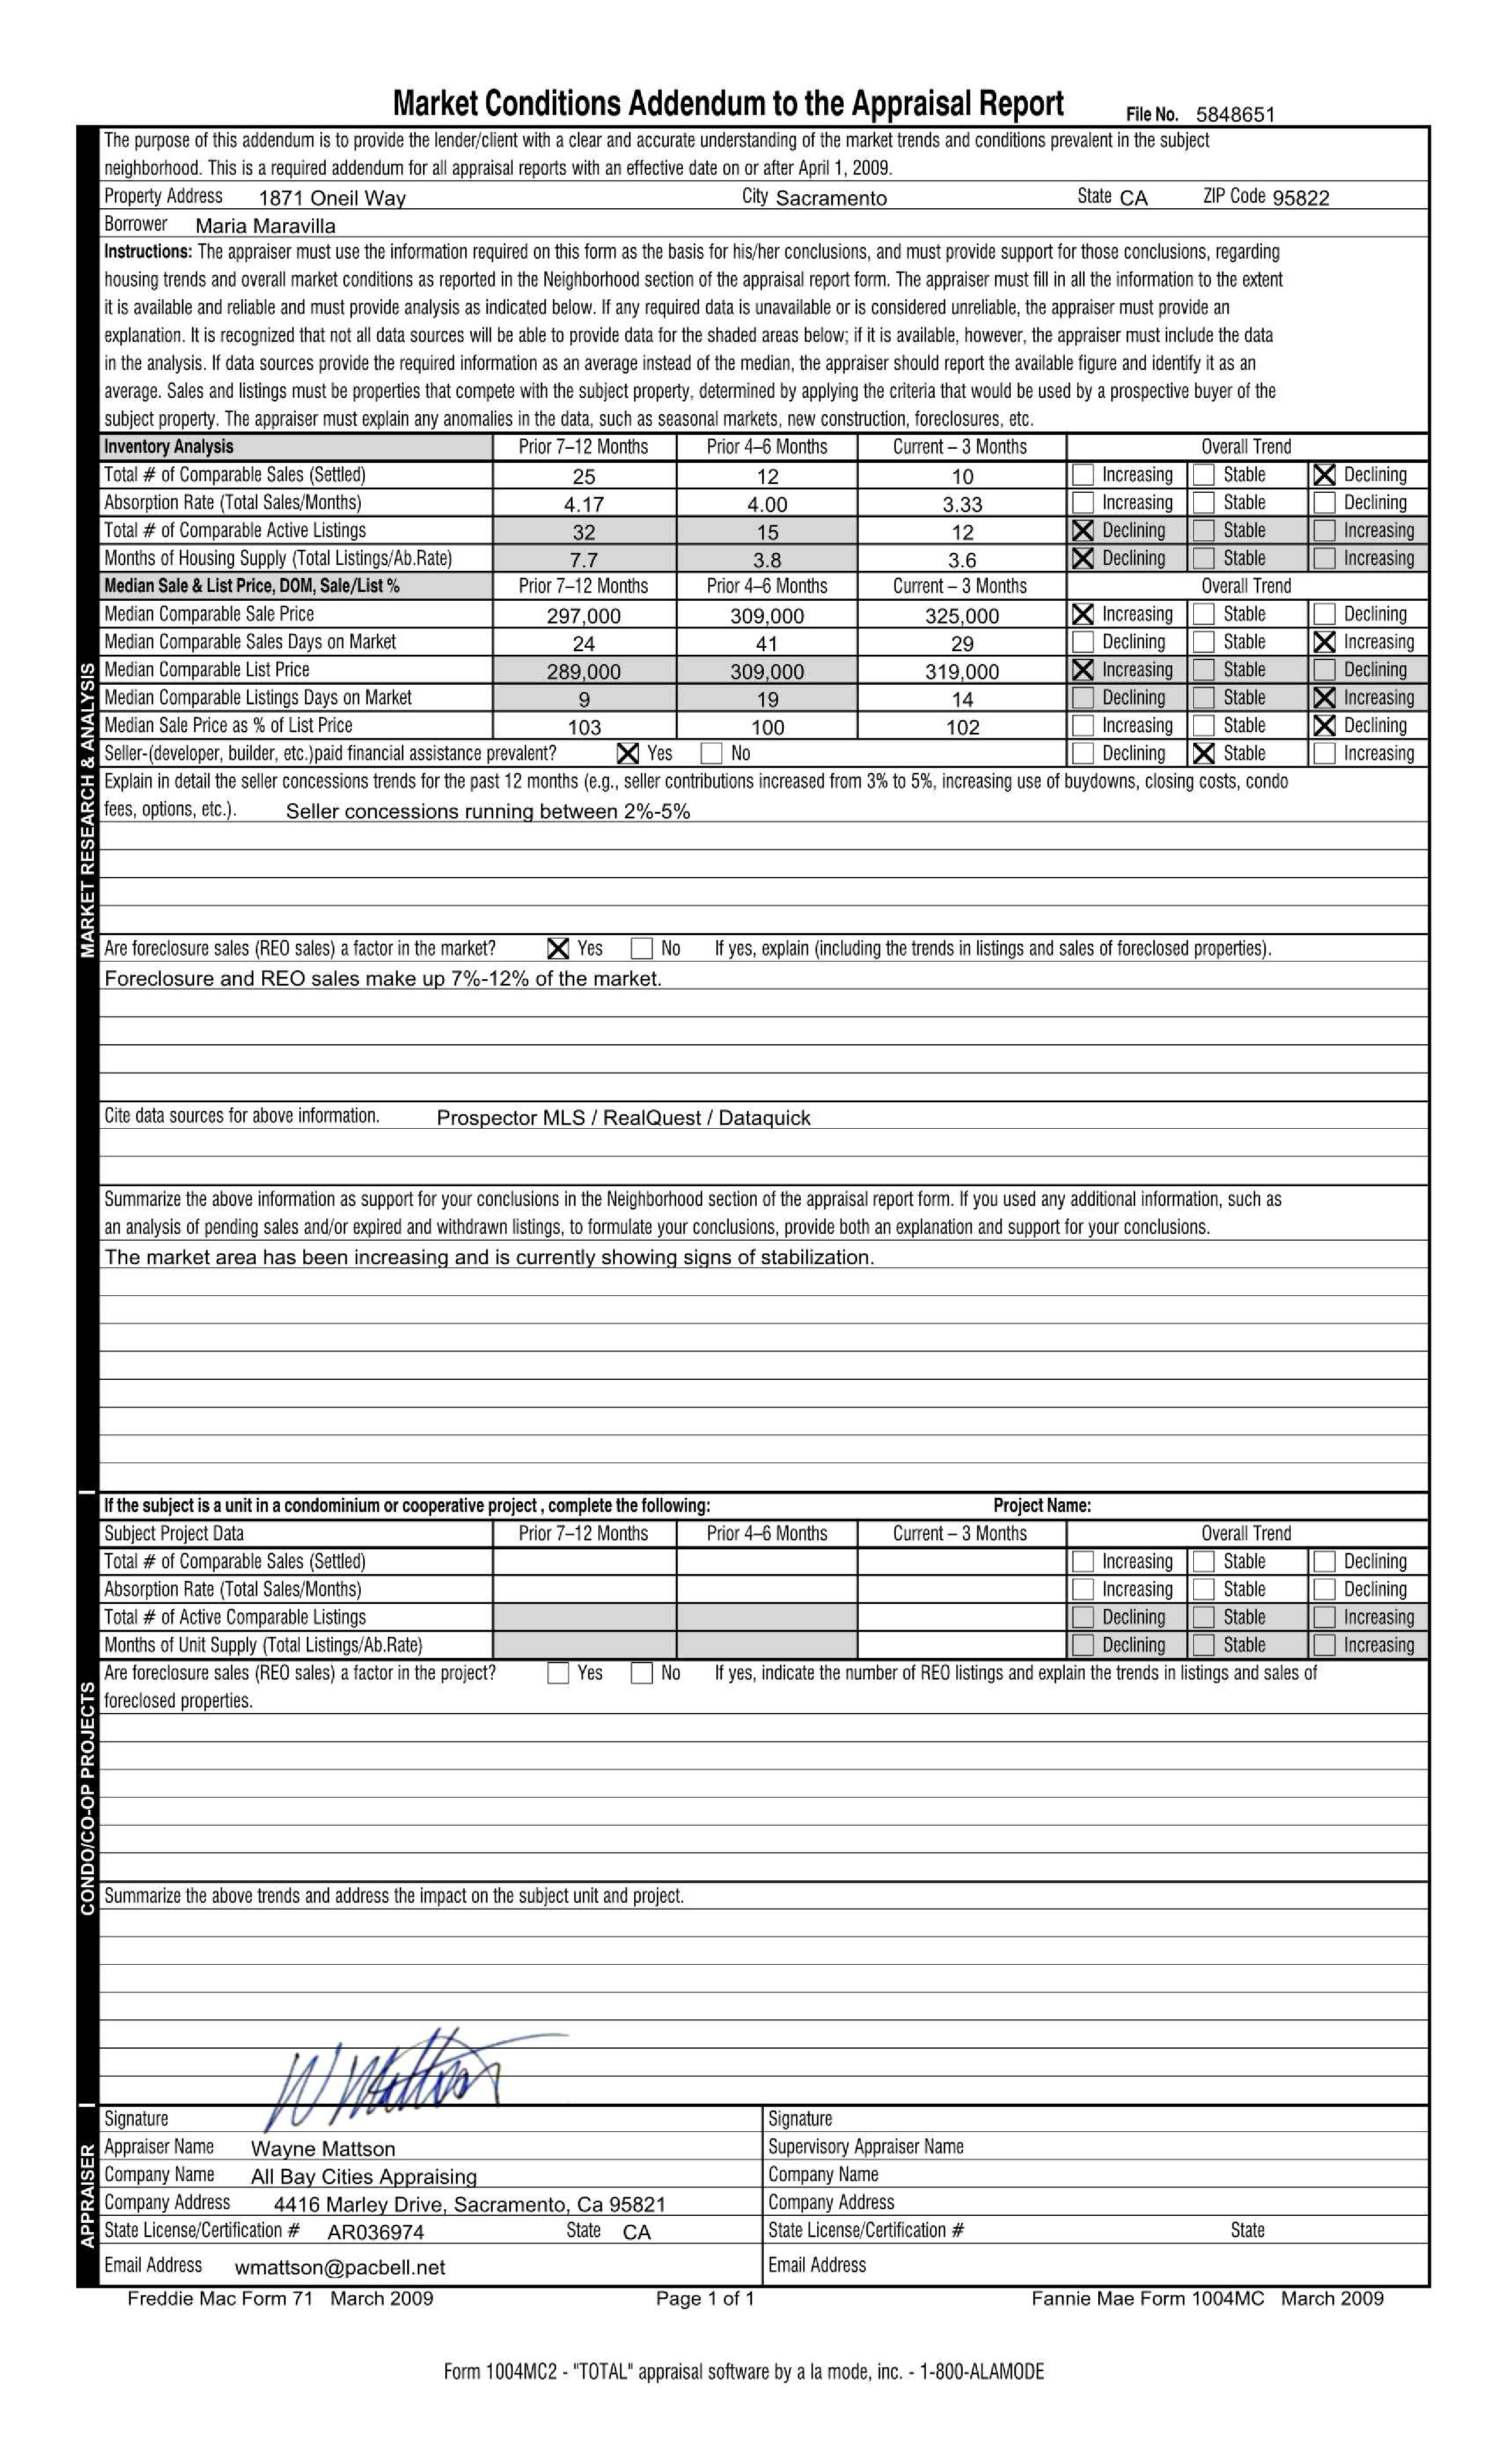 Market Conditions Addendum to the Appraisal Report File No. 5848651
The purpose of this addendum is to provide the lender/client with a clear and accurate understanding of the market trends and conditions prevalent in the subject
neighborhood. This is a required addendum for all appraisal reports with an effective date on or after April 1, 2009.
Property Address 1871 Oneil Way City Sacramento State CA ZIP Code 95822
Borrower Maria Maravilla
Instructions: The appraiser must use the information required on this form as the basis for his/her conclusions, and must provide support for those conclusions, regarding
housing trends and overall market conditions as reported in the Neighborhood section of the appraisal report form. The appraiser must fill in all the information to the extent
it is available and reliable and must provide analysis as indicated below. If any required data is unavailable or is considered unreliable, the appraiser must provide an
explanation. It is recognized that not all data sources will be able to provide data for the shaded areas below; if it is available, however, the appraiser must include the data
in the analysis. If data sources provide the required information as an average instead of the median, the appraiser should report the available figure and identify it as an
average. Sales and listings must be properties that compete with the subject property, determined by applying the criteria that would be used by a prospective buyer of the
subject property. The appraiser must explain any anomalies in the data, such as seasonal markets, new construction, foreclosures, etc.
Inventory Analysis Prior 7–12 Months Prior 4–6 Months Current – 3 Months Overall Trend
Total # of Comparable Sales (Settled) 25 12 10 Increasing Stable X Declining
Absorption Rate (Total Sales/Months) 4.17 4.00 3.33 Increasing Stable Declining
Total # of Comparable Active Listings 32 15 12 X Declining Stable Increasing
Months of Housing Supply (Total Listings/Ab.Rate) 7.7 3.8 3.6 X Declining Stable Increasing
Median Sale & List Price, DOM, Sale/List % Prior 7–12 Months Prior 4–6 Months Current – 3 Months Overall Trend
Median Comparable Sale Price 297,000 309,000 325,000 X Increasing Stable Declining
Median Comparable Sales Days on Market 24 41 29 Declining Stable X Increasing
Median Comparable List Price 289,000 309,000 319,000 X Increasing Stable Declining
Median Comparable Listings Days on Market 9 19 14 Declining Stable X Increasing
Median Sale Price as % of List Price 103 100 102 Increasing Stable X Declining
Seller-(developer, builder, etc.)paid financial assistance prevalent? X Yes No Declining X Stable Increasing
Explain in detail the seller concessions trends for the past 12 months (e.g., seller contributions increased from 3% to 5%, increasing use of buydowns, closing costs, condo
fees, options, etc.). Seller concessions running between 2%-5%
MARKET RESEARCH & ANALYSIS
Are foreclosure sales (REO sales) a factor in the market? X Yes No If yes, explain (including the trends in listings and sales of foreclosed properties).
Foreclosure and REO sales make up 7%-12% of the market.
Cite data sources for above information. Prospector MLS / RealQuest / Dataquick
Summarize the above information as support for your conclusions in the Neighborhood section of the appraisal report form. If you used any additional information, such as
an analysis of pending sales and/or expired and withdrawn listings, to formulate your conclusions, provide both an explanation and support for your conclusions.
The market area has been increasing and is currently showing signs of stabilization.
If the subject is a unit in a condominium or cooperative project , complete the following: Project Name:
Subject Project Data Prior 7–12 Months Prior 4–6 Months Current – 3 Months Overall Trend
Total # of Comparable Sales (Settled) Increasing Stable Declining
Absorption Rate (Total Sales/Months) Increasing Stable Declining
Total # of Active Comparable Listings Declining Stable Increasing
Months of Unit Supply (Total Listings/Ab.Rate) Declining Stable Increasing
Are foreclosure sales (REO sales) a factor in the project? Yes No If yes, indicate the number of REO listings and explain the trends in listings and sales of
foreclosed properties.
CONDO/CO-OP PROJECTS
Summarize the above trends and address the impact on the subject unit and project.
W Mattson
Signature Signature
Appraiser Name Wayne Mattson Supervisory Appraiser Name
Company Name All Bay Cities Appraising Company Name
Company Address 4416 Marley Drive, Sacramento, Ca 95821 Company Address
State License/Certification # AR036974 State CA State License/Certification # State
Email Address wmattson@pacbell.net Email Address
APPRAISER
Freddie Mac Form 71 March 2009 Page 1 of 1 Fannie Mae Form 1004MC March 2009
Form 1004MC2 - "TOTAL" appraisal software by a la mode, inc. - 1-800-ALAMODE